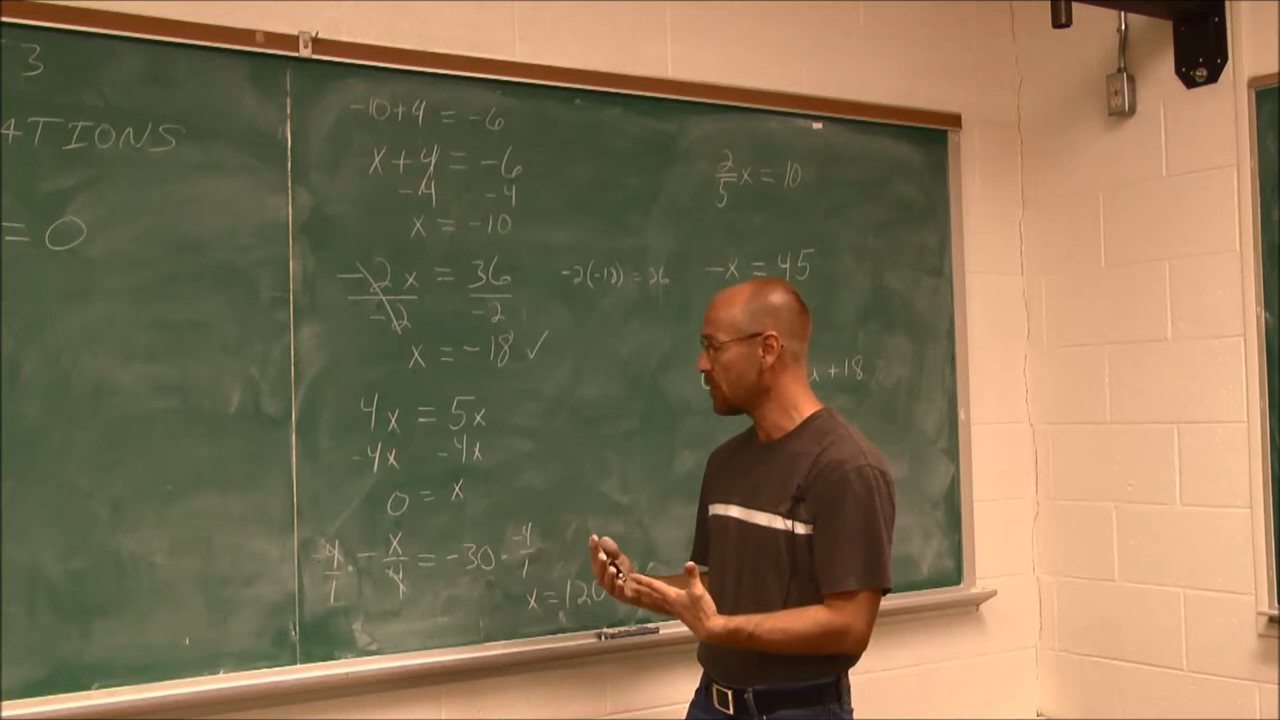 3
ATIONS
= 0
-10+4 = -6
x + 4 = -6
-4 -4
x = -10
-2x = 36
-2 -2
-2(-18) = 36
x = -18 ✓
4x = 5x
-4x -4x
0 = x
-4/1 · -x/4 = -30 · -4/1
x = 120
2/5 x = 10
-x = 45
+18